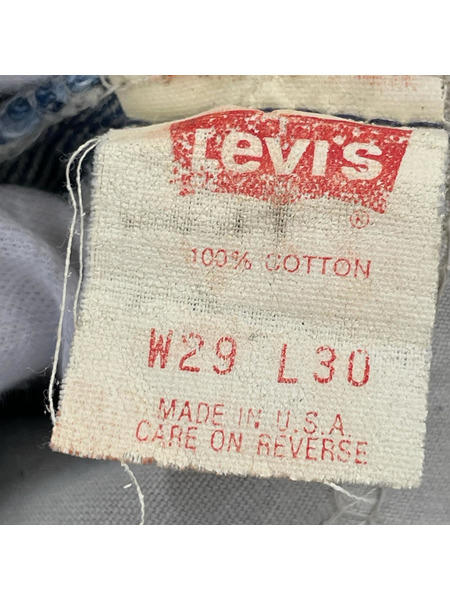 Levi's
®
100% COTTON
W29 L30
MADE IN U.S.A.
CARE ON REVERSE